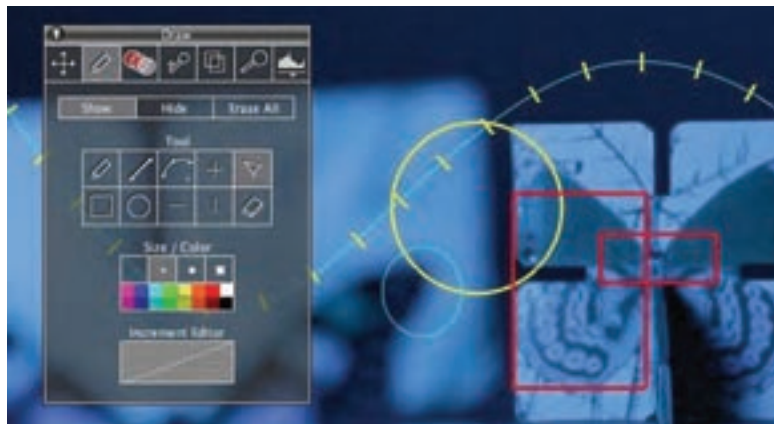 Draw
Show Hide Erase All
Tool
Size / Color
Increment Editor